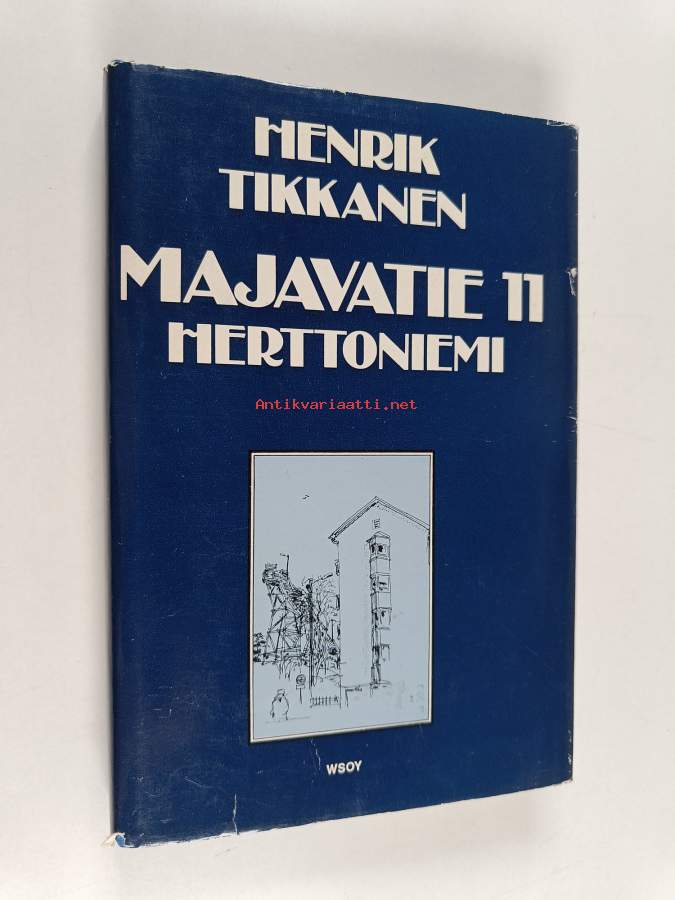 HENRIK
TIKKANEN
MAJAVATIE 11
HERTTONIEMI
Antikvariaatti.net
WSOY